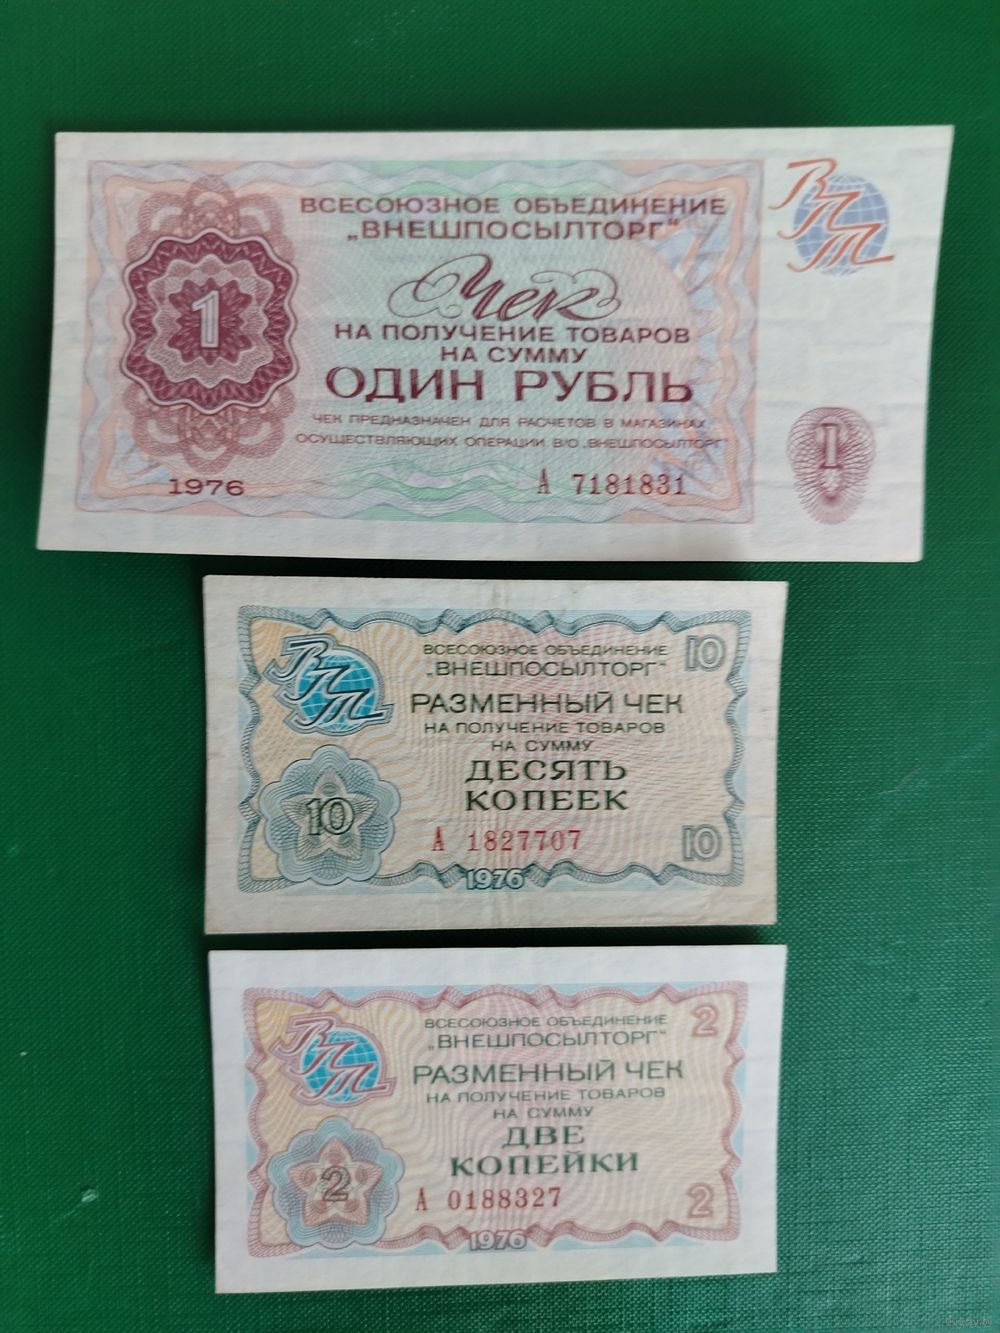 ВСЕСОЮЗНОЕ ОБЪЕДИНЕНИЕ
„ВНЕШПОСЫЛТОРГ"
ВПТ
Чек
1
НА ПОЛУЧЕНИЕ ТОВАРОВ
НА СУММУ
ОДИН РУБЛЬ
ЧЕК ПРЕДНАЗНАЧЕН ДЛЯ РАСЧЕТОВ В МАГАЗИНАХ,
ОСУЩЕСТВЛЯЮЩИХ ОПЕРАЦИИ В/О „ВНЕШПОСЫЛТОРГ"
1
1976
А 7181831
ВПТ
ВСЕСОЮЗНОЕ ОБЪЕДИНЕНИЕ
„ВНЕШПОСЫЛТОРГ"
10
РАЗМЕННЫЙ ЧЕК
НА ПОЛУЧЕНИЕ ТОВАРОВ
НА СУММУ
ДЕСЯТЬ
КОПЕЕК
10
А 1827707
10
1976
ВПТ
ВСЕСОЮЗНОЕ ОБЪЕДИНЕНИЕ
„ВНЕШПОСЫЛТОРГ"
2
РАЗМЕННЫЙ ЧЕК
НА ПОЛУЧЕНИЕ ТОВАРОВ
НА СУММУ
ДВЕ
КОПЕЙКИ
2
А 0188327
2
1976